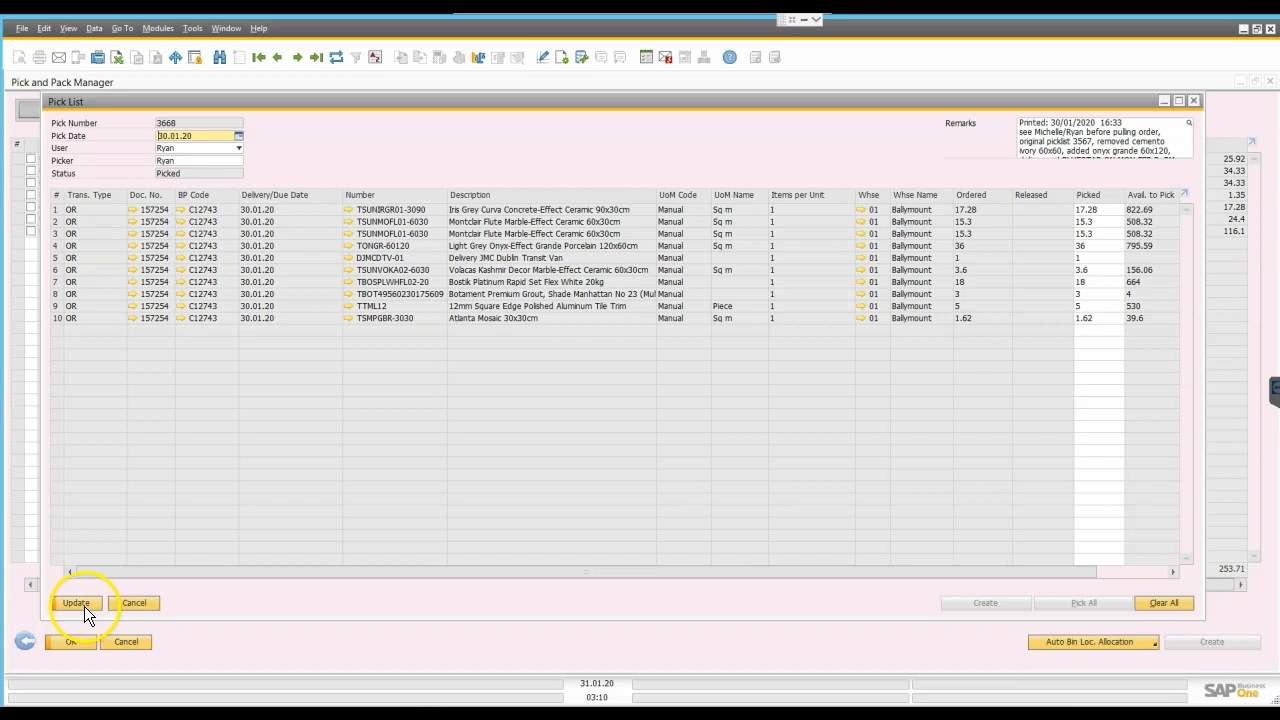 File Edit View Data Go To Modules Tools Window Help
Pick and Pack Manager
Pick List
Pick Number 3668
Pick Date 30.01.20
User Ryan
Picker Ryan
Status Picked
Remarks
Printed: 30/01/2020 16:33
see Michelle/Ryan before pulling order,
original picklist 3567, removed cemento
ivory 60x60, added onyx grande 60x120,
#
# Trans. Type Doc. No. BP Code Delivery/Due Date Number Description UoM Code UoM Name Items per Unit Whse Whse Name Ordered Released Picked Avail. to Pick
1 OR 157254 C12743 30.01.20 TSUNIRGR01-3090 Iris Grey Curva Concrete-Effect Ceramic 90x30cm Manual Sq m 1 01 Ballymount 17.28 17.28 822.69
2 OR 157254 C12743 30.01.20 TSUNMOFL01-6030 Montclair Flute Marble-Effect Ceramic 60x30cm Manual Sq m 1 01 Ballymount 15.3 15.3 508.32
3 OR 157254 C12743 30.01.20 TSUNMOFL01-6030 Montclair Flute Marble-Effect Ceramic 60x30cm Manual Sq m 1 01 Ballymount 15.3 15.3 508.32
4 OR 157254 C12743 30.01.20 TONGR-60120 Light Grey Onyx-Effect Grande Porcelain 120x60cm Manual Sq m 1 01 Ballymount 36 36 795.59
5 OR 157254 C12743 30.01.20 DJMCDTV-01 Delivery JMC Dublin Transit Van Manual 1 01 Ballymount 1 1
6 OR 157254 C12743 30.01.20 TSUNVOKA02-6030 Volacas Kashmir Decor Marble-Effect Ceramic 60x30cm Manual Sq m 1 01 Ballymount 3.6 3.6 156.06
7 OR 157254 C12743 30.01.20 TBOSPLWHFL02-20 Bostik Platinum Rapid Set Flex White 20kg Manual 1 01 Ballymount 18 18 664
8 OR 157254 C12743 30.01.20 TBOT49560230175609 Botament Premium Grout, Shade Manhattan No 23 (Mul Manual 1 01 Ballymount 3 3 4
9 OR 157254 C12743 30.01.20 TTML12 12mm Square Edge Polished Aluminum Tile Trim Manual Piece 1 01 Ballymount 5 5 530
10 OR 157254 C12743 30.01.20 TSMPGBR-3030 Atlanta Mosaic 30x30cm Manual Sq m 1 01 Ballymount 1.62 1.62 39.6
25.92
34.33
34.33
1.35
17.28
24.4
116.1
253.71
Update Cancel Create Pick All Clear All
OK Cancel Auto Bin Loc. Allocation Create
31.01.20
03:10
SAP Business One